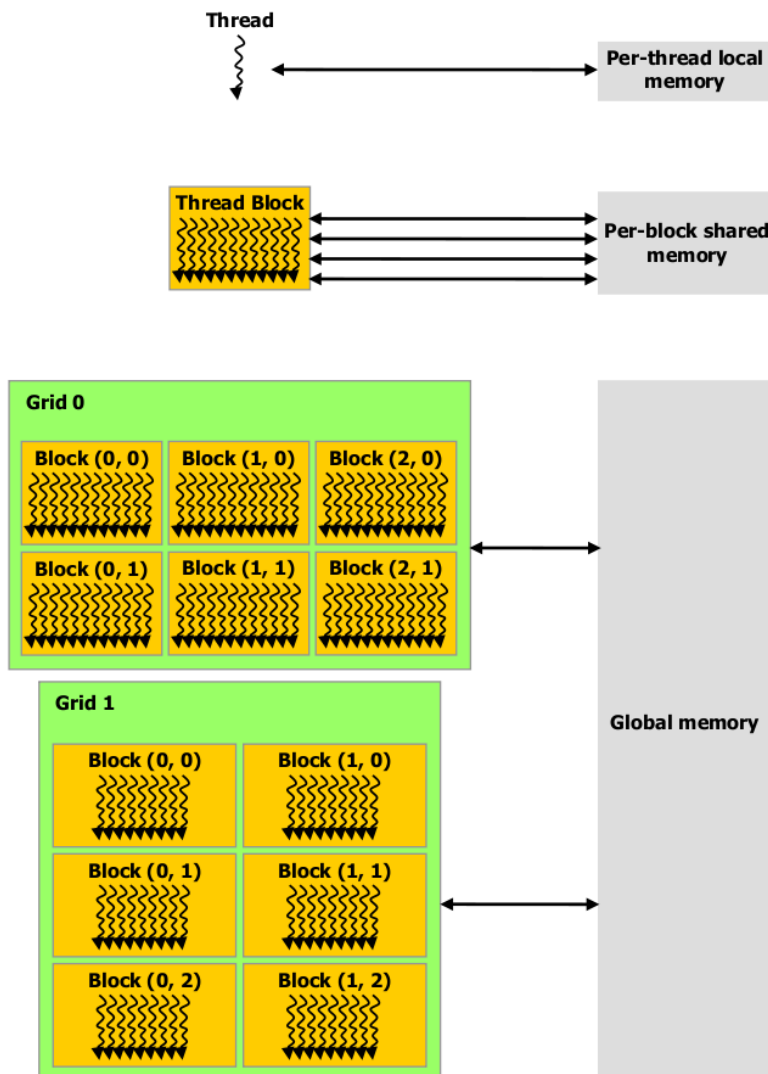 Thread
Per-thread local
memory
Thread Block
Per-block shared
memory
Grid 0
Block (0, 0) Block (1, 0) Block (2, 0)
Block (0, 1) Block (1, 1) Block (2, 1)
Grid 1
Global memory
Block (0, 0) Block (1, 0)
Block (0, 1) Block (1, 1)
Block (0, 2) Block (1, 2)